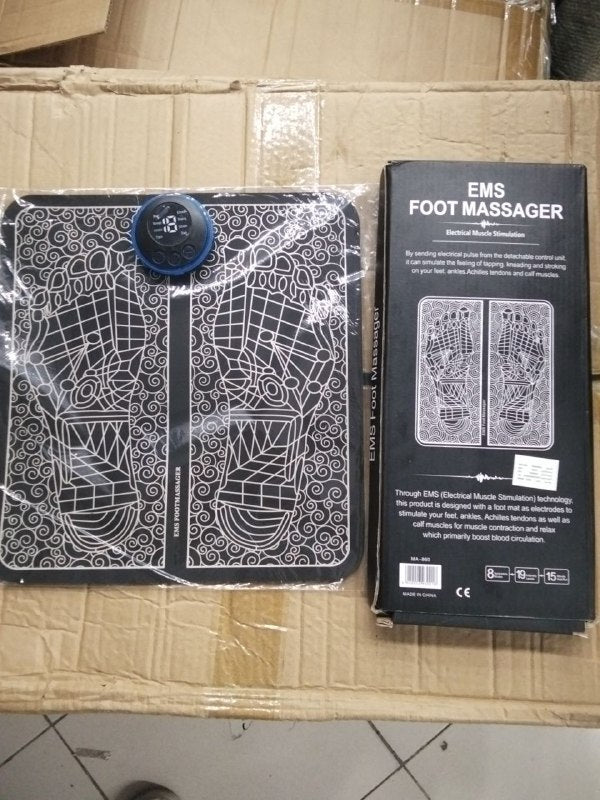 EMS
FOOT MASSAGER
Electrical Muscle Stimulation
By sending electrical pulse from the detachable control unit,
it can simulate the feeling of tapping, kneading and stroking
on your feet, ankles,Achilles tendons and calf muscles.
EMS Foot Massager
EMS FOOTMASSAGER
Through EMS (Electrical Muscle Stimulation) technology,
this product is designed with a foot mat as electrodes to
stimulate your feet, ankles, Achilles tendons as well as
calf muscles for muscle contraction and relax
which primarily boost blood circulation.
MA-860
MADE IN CHINA
CE
8
19
15